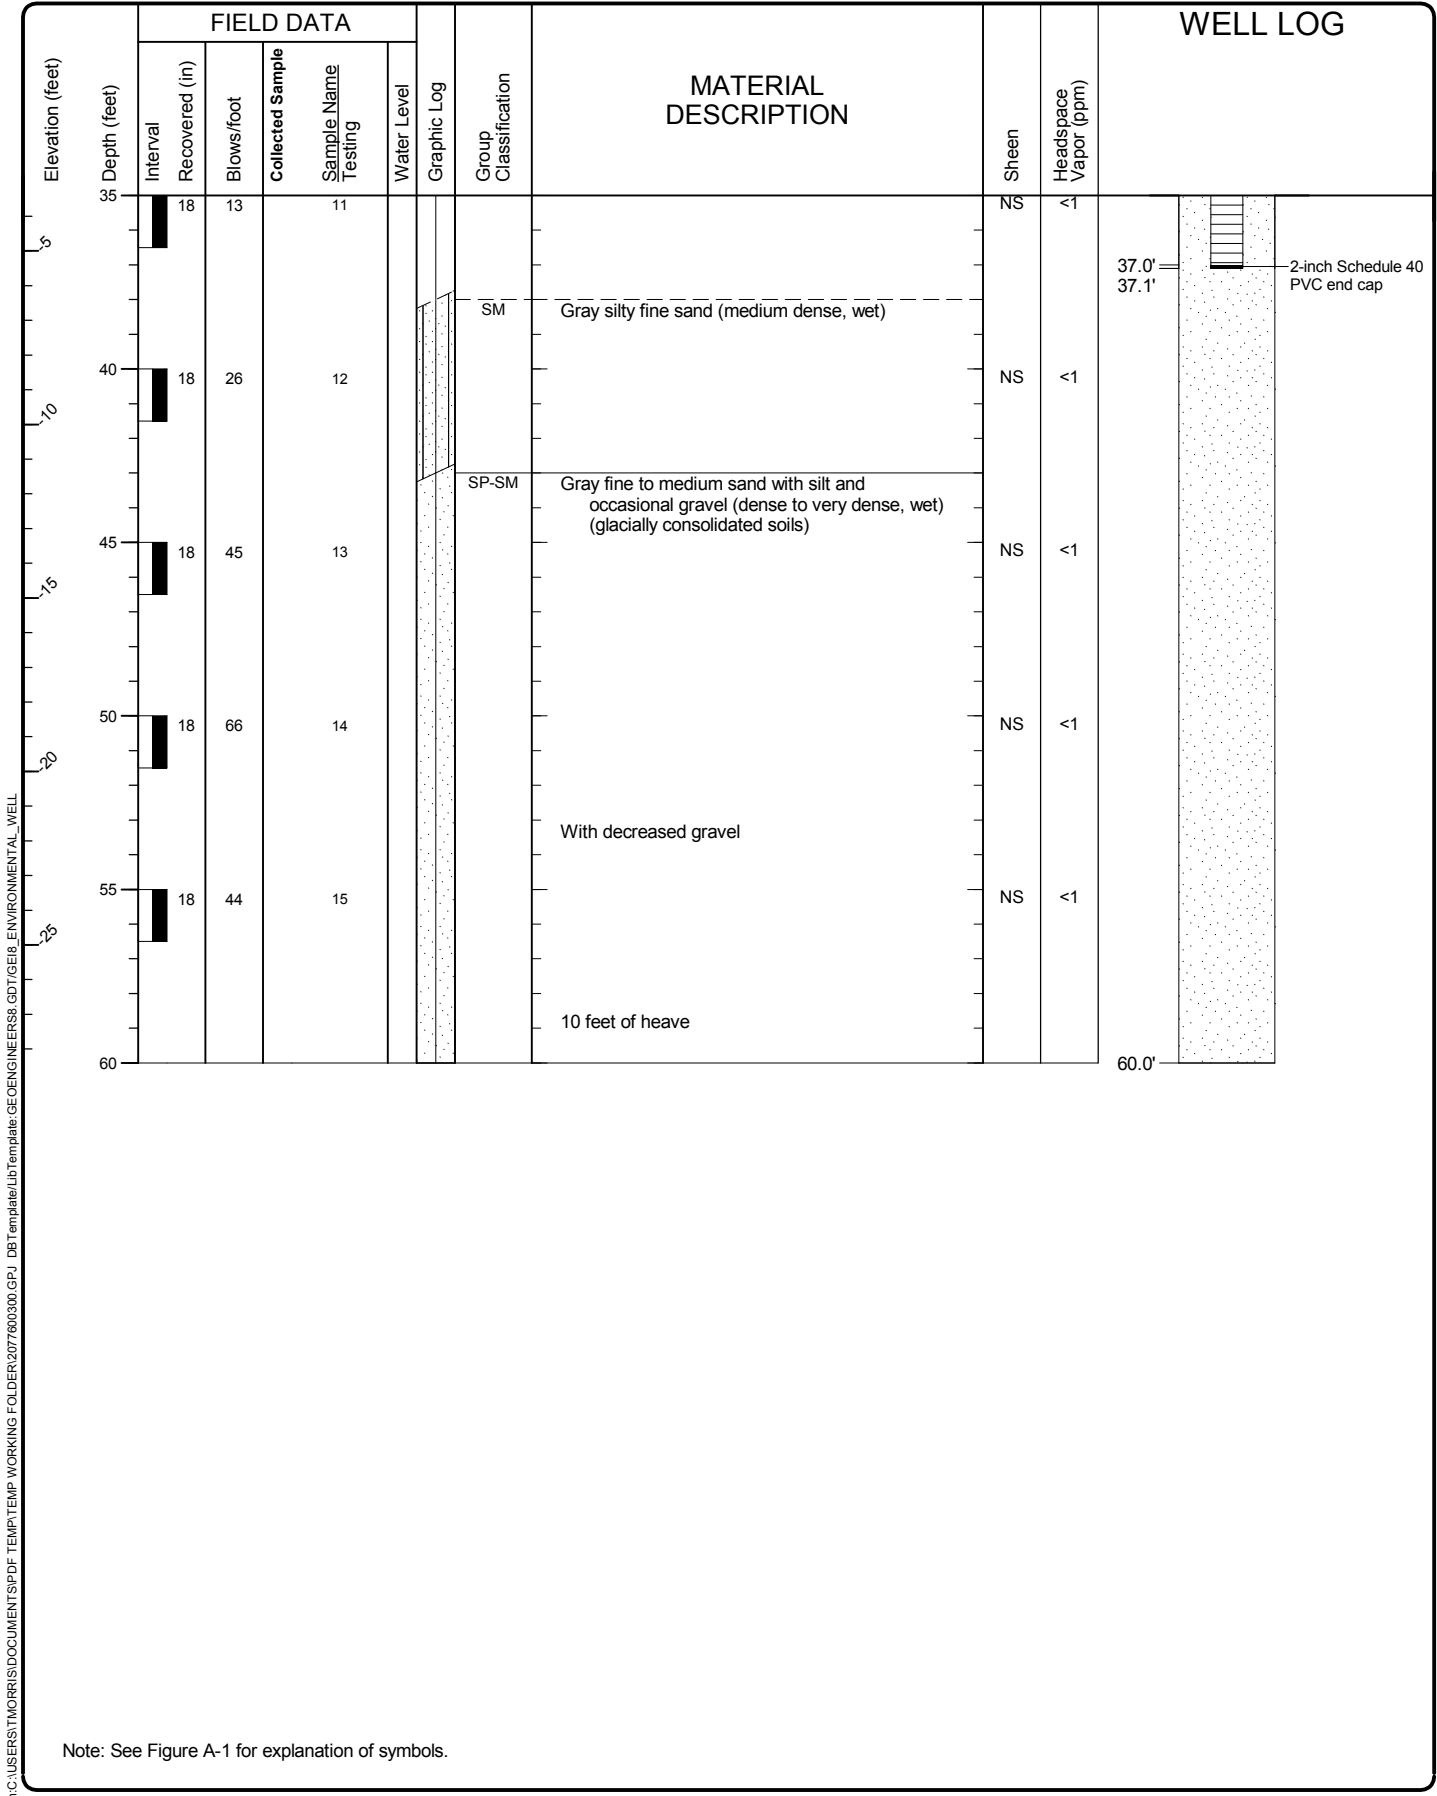 FIELD DATA
WELL LOG
Elevation (feet)
Depth (feet)
Interval
Recovered (in)
Blows/foot
Collected Sample
Sample Name
Testing
Water Level
Graphic Log
Group
Classification
MATERIAL
DESCRIPTION
Sheen
Headspace
Vapor (ppm)
35
18
13
11
NS
<1
-5
37.0'
37.1'
2-inch Schedule 40
PVC end cap
SM
Gray silty fine sand (medium dense, wet)
40
18
26
12
NS
<1
-10
SP-SM
Gray fine to medium sand with silt and
occasional gravel (dense to very dense, wet)
(glacially consolidated soils)
45
18
45
13
NS
<1
-15
50
18
66
14
NS
<1
-20
With decreased gravel
55
18
44
15
NS
<1
-25
10 feet of heave
60
60.0'
Note: See Figure A-1 for explanation of symbols.
:C:\USERS\TMORRIS\DOCUMENTS\PDF TEMP\TEMP WORKING FOLDER\2077600300.GPJ DBTemplate/LibTemplate:GEOENGINEERS8.GDT/GEI8_ENVIRONMENTAL_WELL